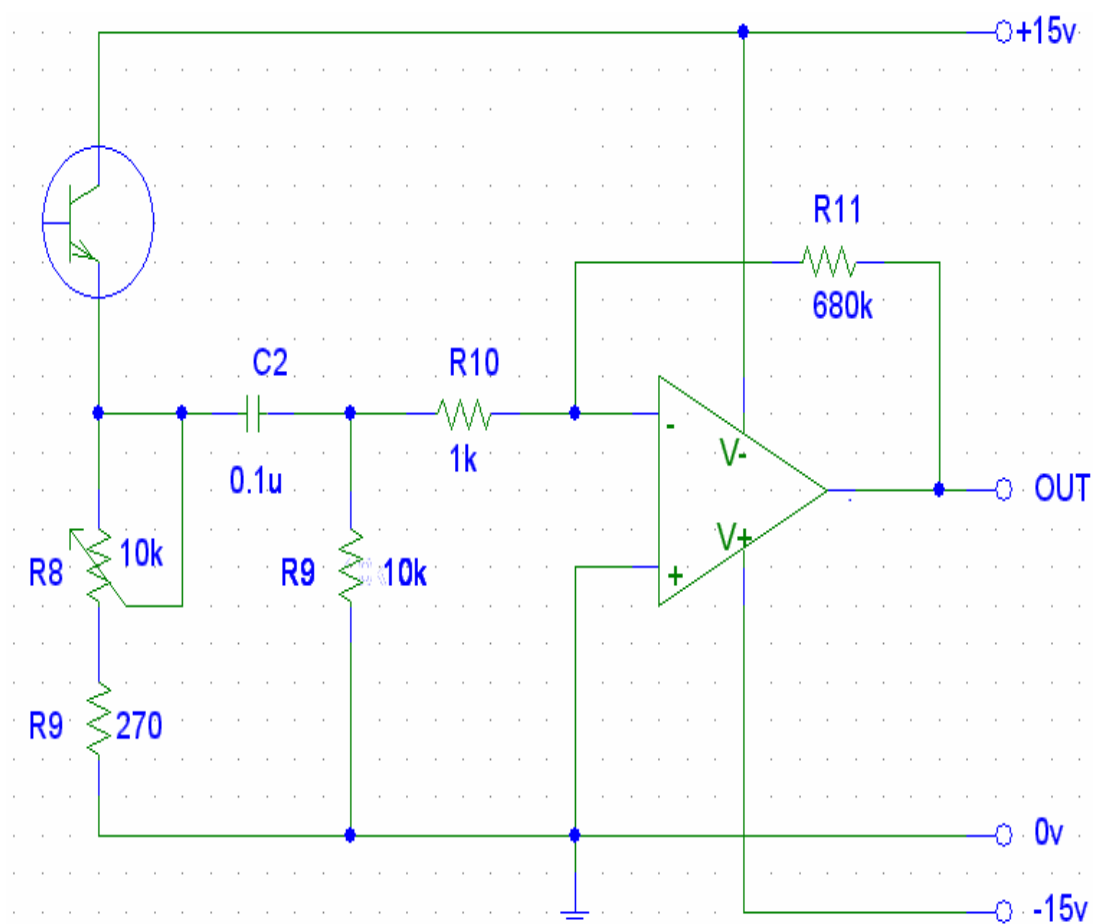 +15v
R11
680k
C2
R10
0.1u
1k
-
V-
OUT
V+
R8
10k
R9
10k
+
R9
270
0v
-15v